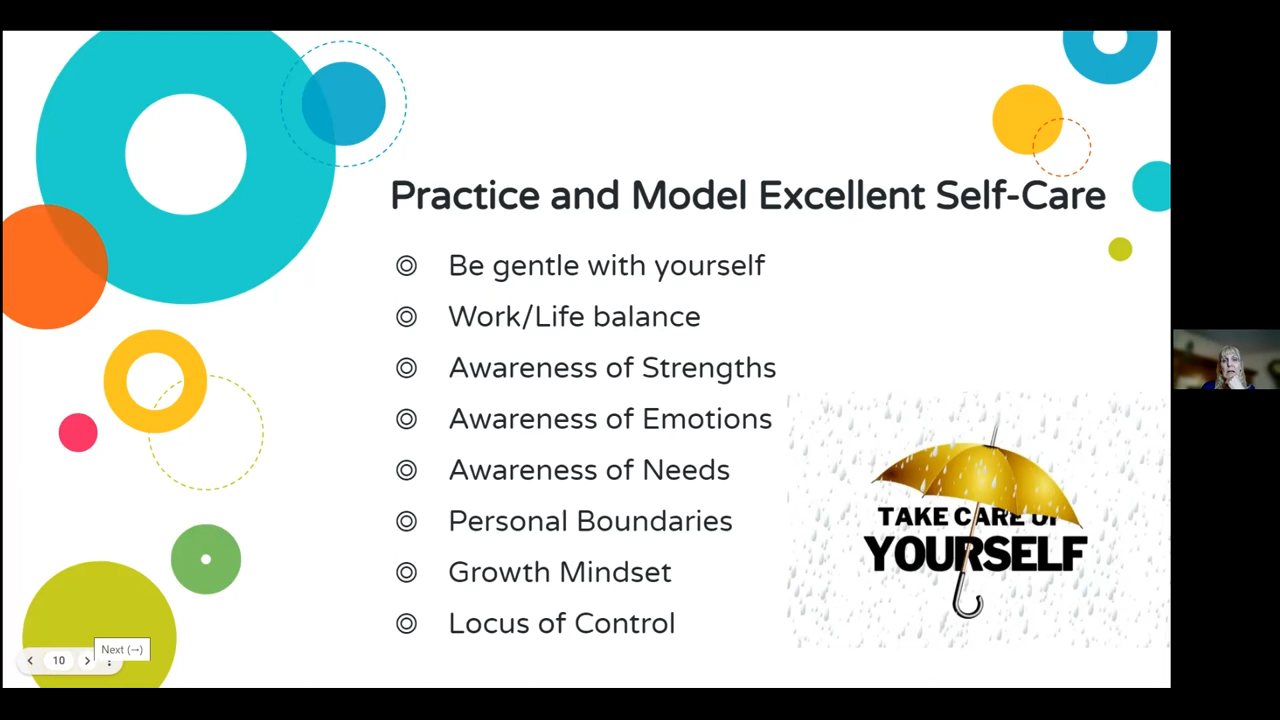 Practice and Model Excellent Self-Care
Be gentle with yourself
Work/Life balance
Awareness of Strengths
Awareness of Emotions
Awareness of Needs
Personal Boundaries
Growth Mindset
Locus of Control
TAKE CARE OF
YOURSELF
Next (→)
10